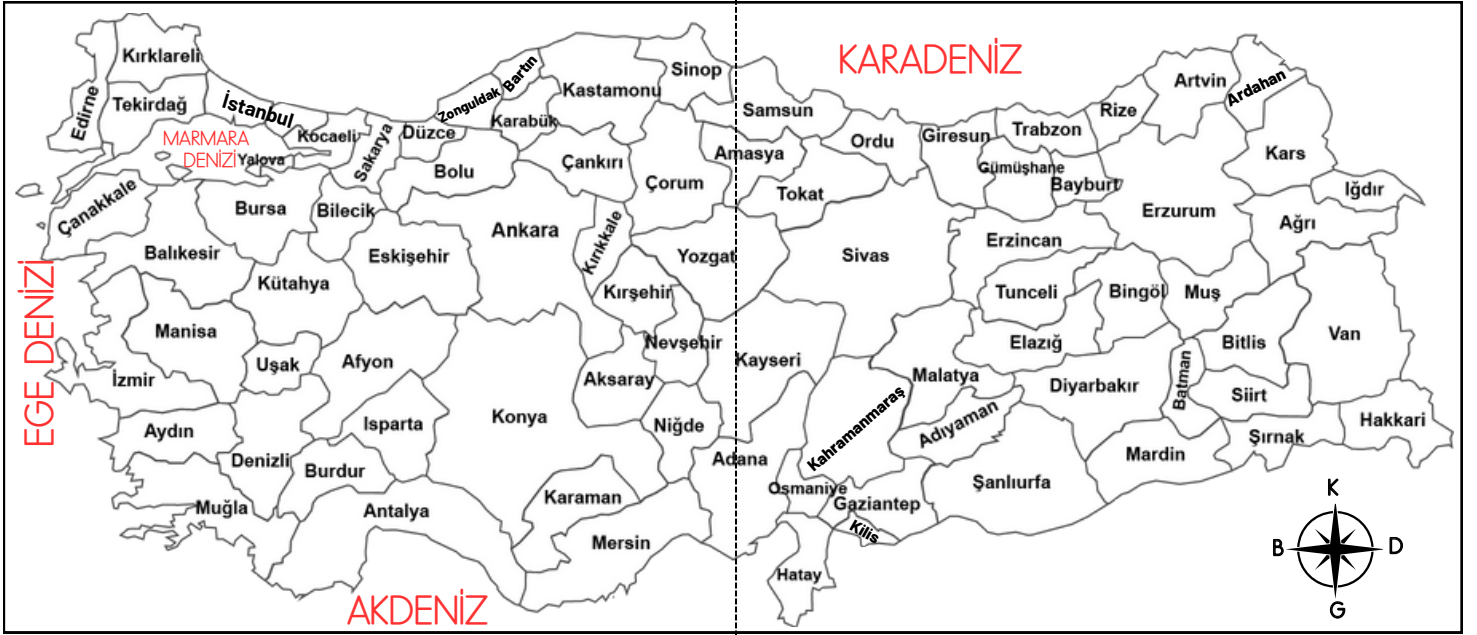 KARADENİZ
Kırklareli
Edirne
Tekirdağ
İstanbul
Kocaeli
MARMARA
DENİZİ
Yalova
Sakarya
Düzce
Zonguldak
Bartın
Karabük
Kastamonu
Sinop
Samsun
Ordu
Giresun
Trabzon
Rize
Artvin
Ardahan
Kars
Iğdır
Çanakkale
Bursa
Bilecik
Bolu
Çankırı
Çorum
Amasya
Tokat
Gümüşhane
Bayburt
Erzurum
Ağrı
Balıkesir
Kütahya
Eskişehir
Ankara
Kırıkkale
Yozgat
Sivas
Erzincan
EGE DENİZİ
Manisa
Uşak
Afyon
Kırşehir
Nevşehir
Kayseri
Malatya
Tunceli
Elazığ
Bingöl
Muş
Bitlis
Van
İzmir
Aydın
Denizli
Isparta
Burdur
Konya
Aksaray
Niğde
Adana
Kahramanmaraş
Adıyaman
Diyarbakır
Batman
Siirt
Şırnak
Hakkari
Muğla
Antalya
Karaman
Mersin
Osmaniye
Gaziantep
Kilis
Hatay
Şanlıurfa
Mardin
AKDENİZ
K
B
D
G